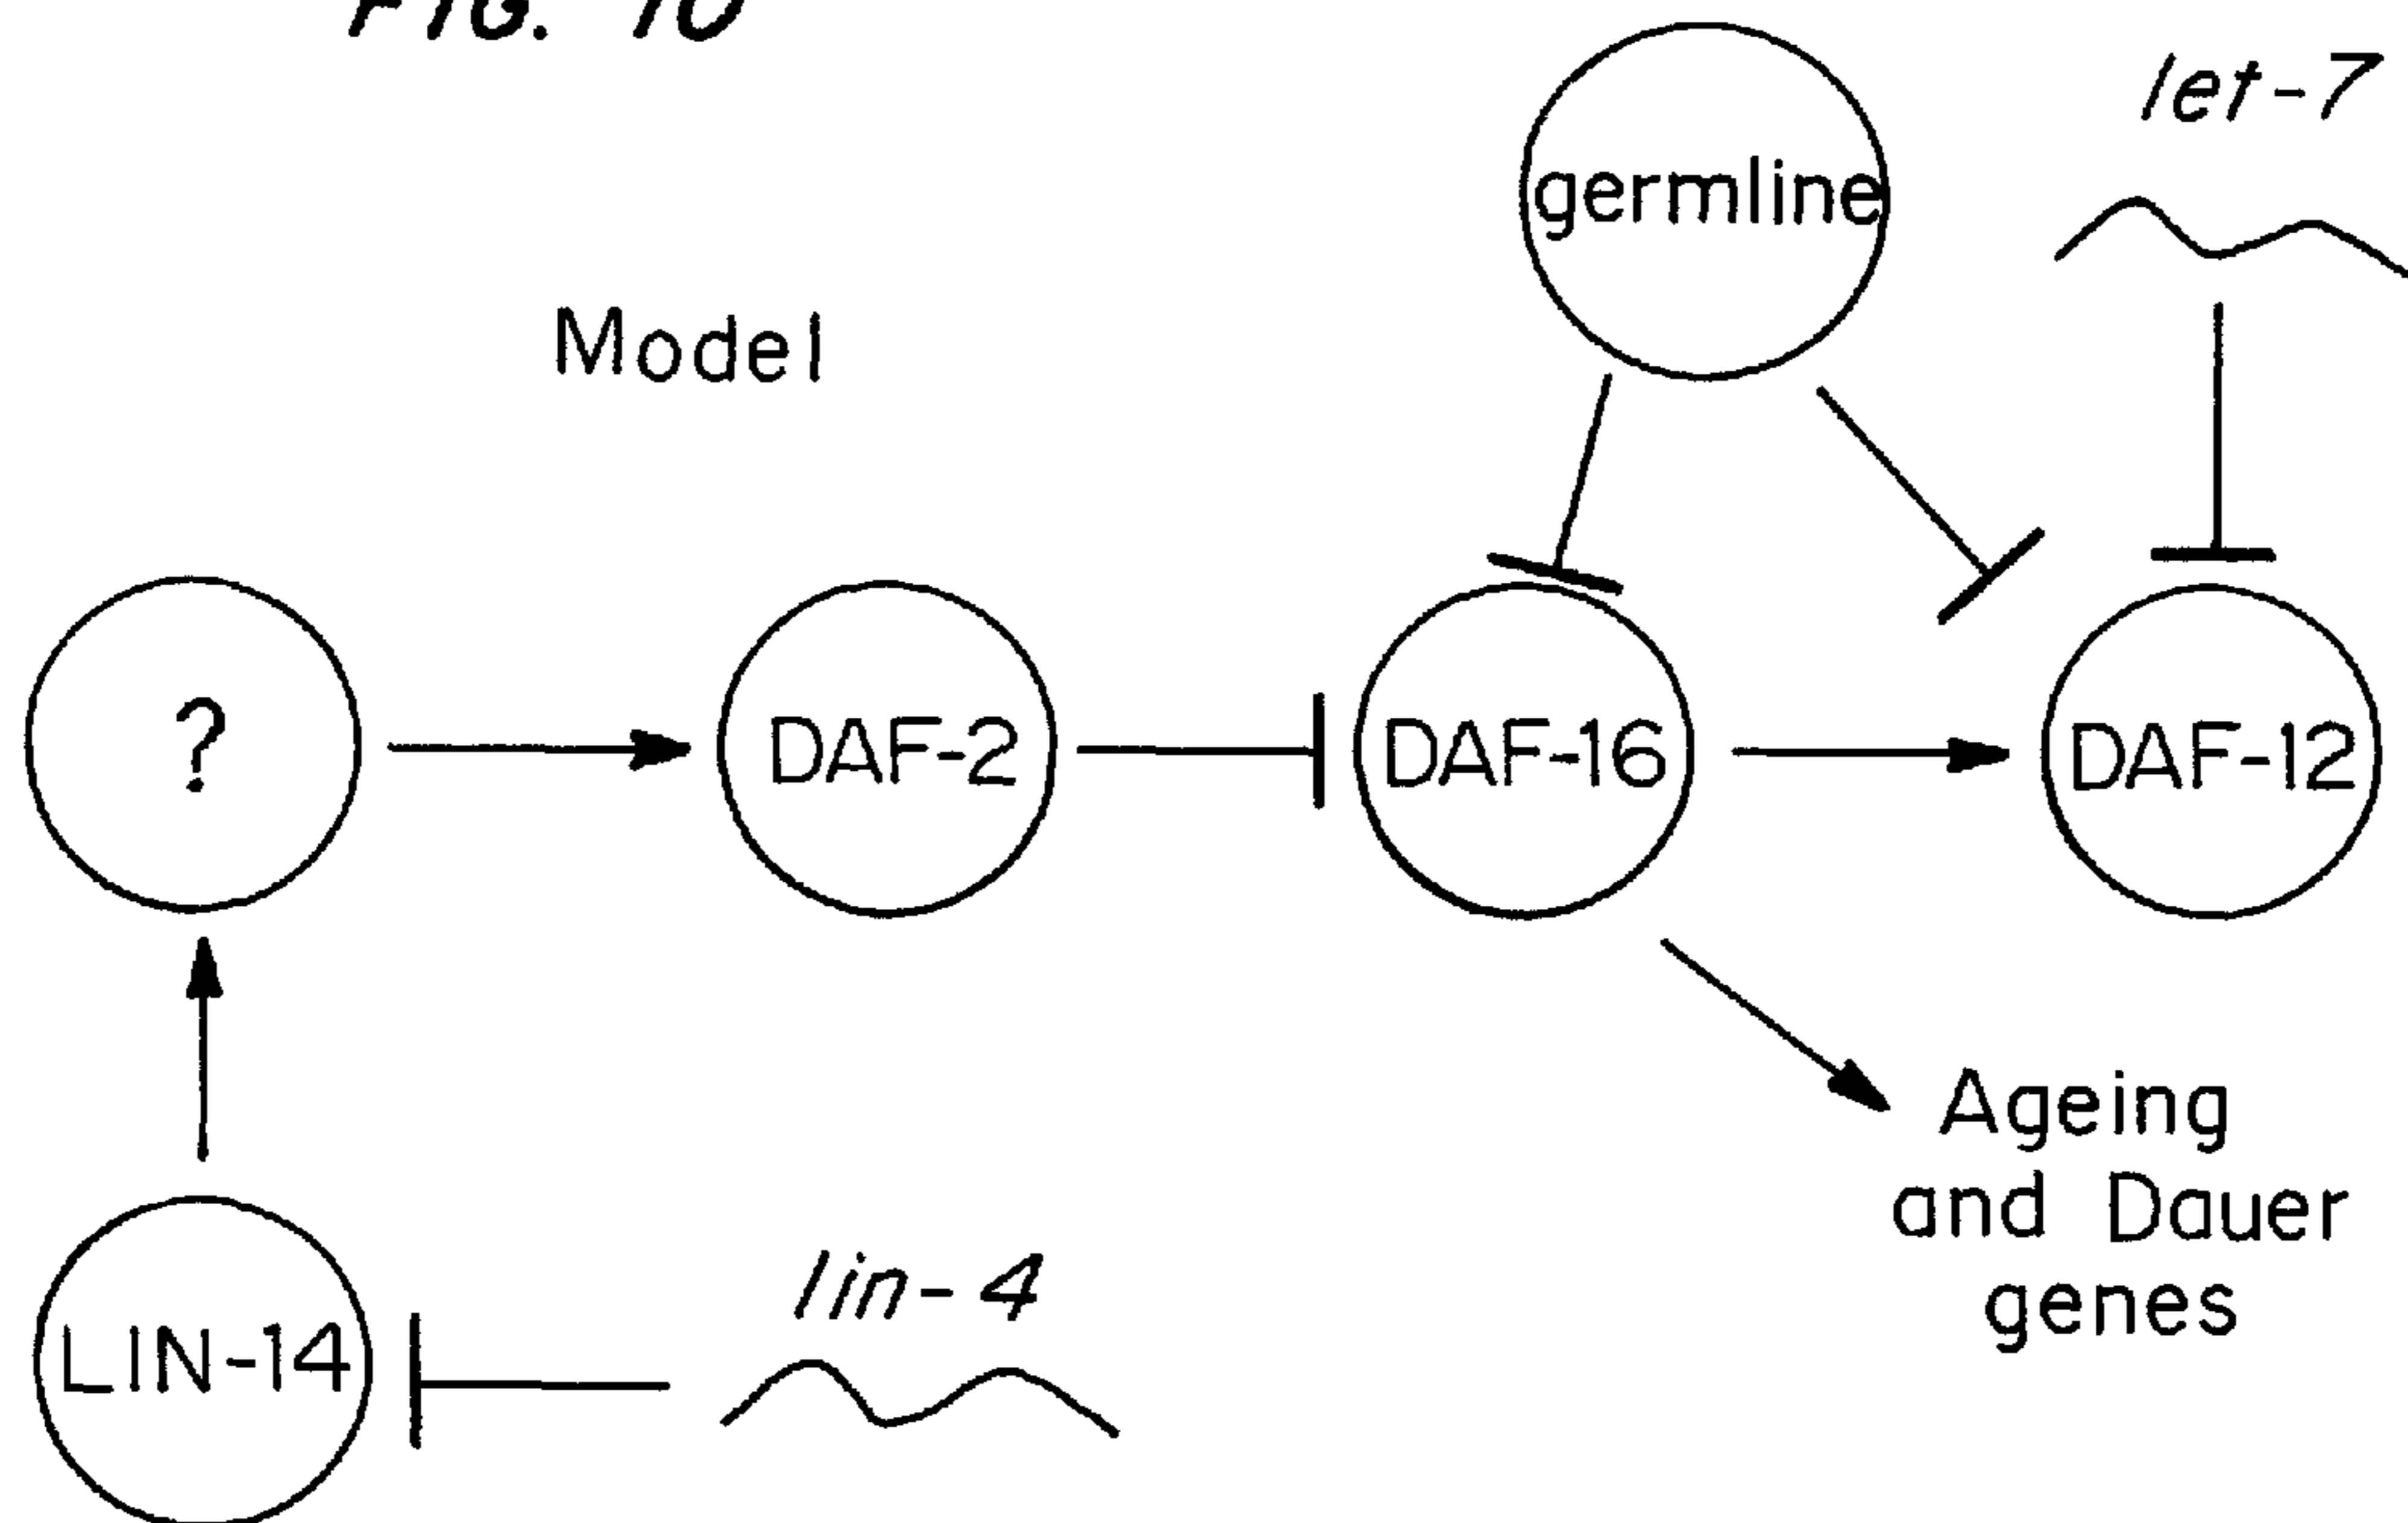 FIG. 10
let-7
germline
Model
?
DAF-2
DAF-16
DAF-12
Ageing
and Dauer
genes
lin-4
LIN-14